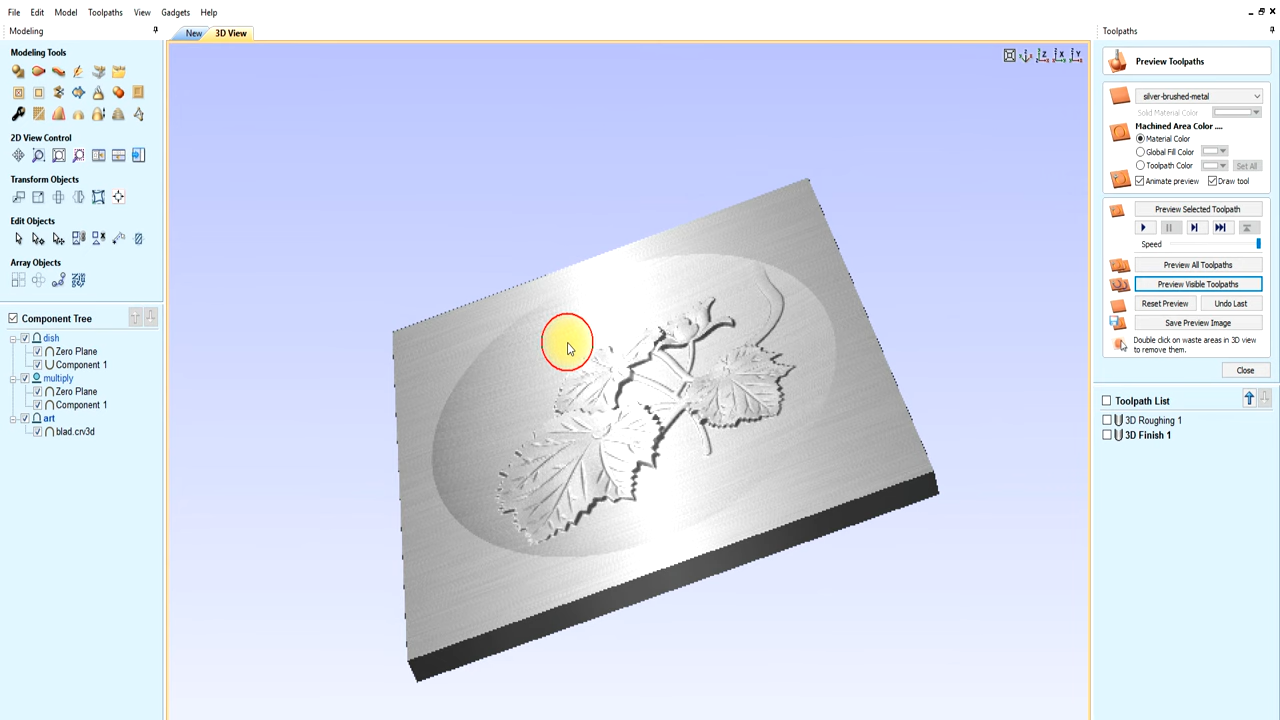 File Edit Model Toolpaths View Gadgets Help
Modeling
New 3D View
Toolpaths
Modeling Tools
2D View Control
Transform Objects
Edit Objects
Array Objects
Component Tree
dish
Zero Plane
Component 1
multiply
Zero Plane
Component 1
art
blad.crv3d
Z X Y
Preview Toolpaths
silver-brushed-metal
Solid Material Color
Machined Area Color ....
Material Color
Global Fill Color
Toolpath Color Set All
Animate preview Draw tool
Preview Selected Toolpath
Speed
Preview All Toolpaths
Preview Visible Toolpaths
Reset Preview Undo Last
Save Preview Image
Double click on waste areas in 3D view
to remove them.
Close
Toolpath List
3D Roughing 1
3D Finish 1